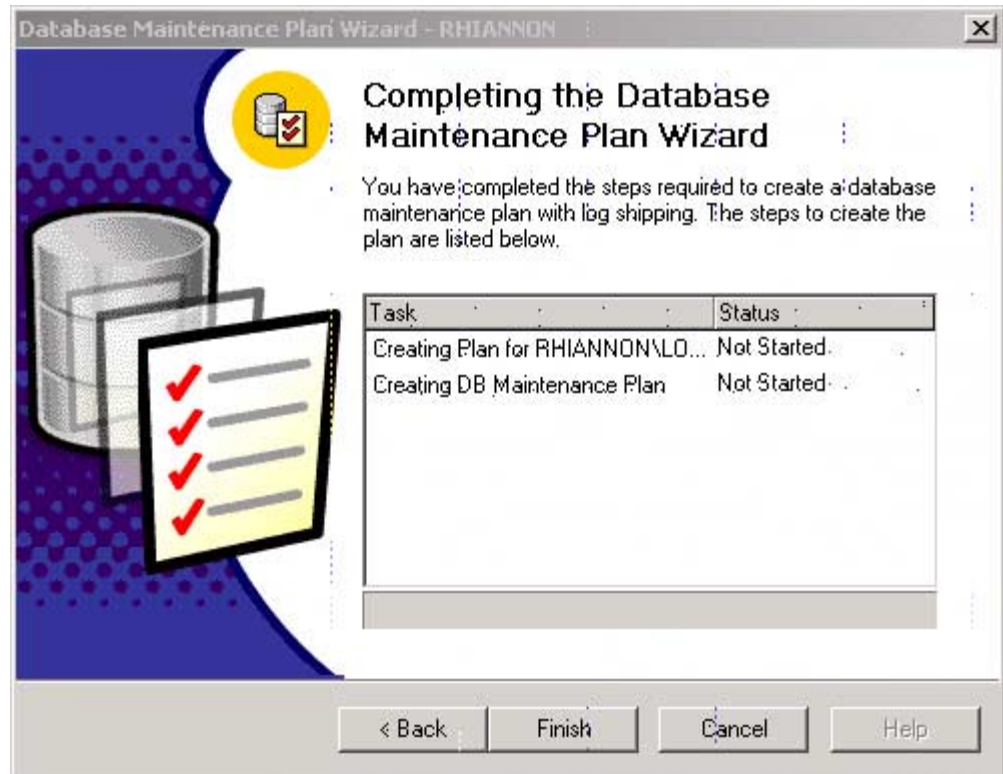 Database Maintenance Plan Wizard - RHIANNON
Completing the Database
Maintenance Plan Wizard
You have completed the steps required to create a database
maintenance plan with log shipping. The steps to create the
plan are listed below.
Task Status
Creating Plan for RHIANNON\LO... Not Started
Creating DB Maintenance Plan Not Started
< Back Finish Cancel Help